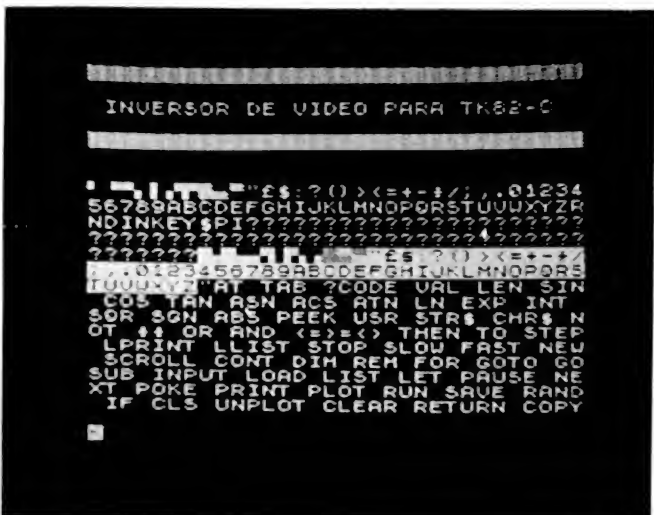 INVERSOR DE VIDEO PARA TK82-C
"£$:?()><=+-*/;,.01234
56789ABCDEFGHIJKLMNOPQRSTUVWXYZR
NDINKEY$PI??????????????????????
????????????????????????????????
???????"£$:?()><=+-*/
;,.0123456789ABCDEFGHIJKLMNOPQRS
TUVWXYZ"AT TAB ?CODE VAL LEN SIN
COS TAN ASN ACS ATN LN EXP INT
SQR SGN ABS PEEK USR STR$ CHR$ N
OT ** OR AND <=>=<> THEN TO STEP
LPRINT LLIST STOP SLOW FAST NEW
SCROLL CONT DIM REM FOR GOTO GO
SUB INPUT LOAD LIST LET PAUSE NE
XT POKE PRINT PLOT RUN SAVE RAND
IF CLS UNPLOT CLEAR RETURN COPY